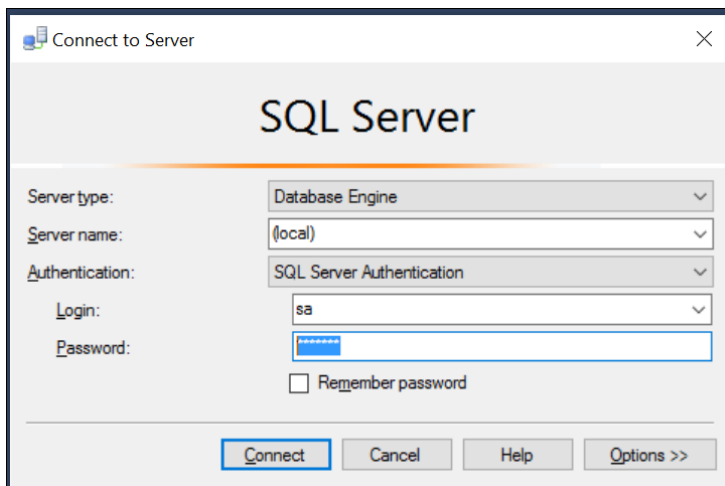 Connect to Server
SQL Server
Server type: Database Engine
Server name: (local)
Authentication: SQL Server Authentication
Login: sa
Password: *******
Remember password
Connect Cancel Help Options >>